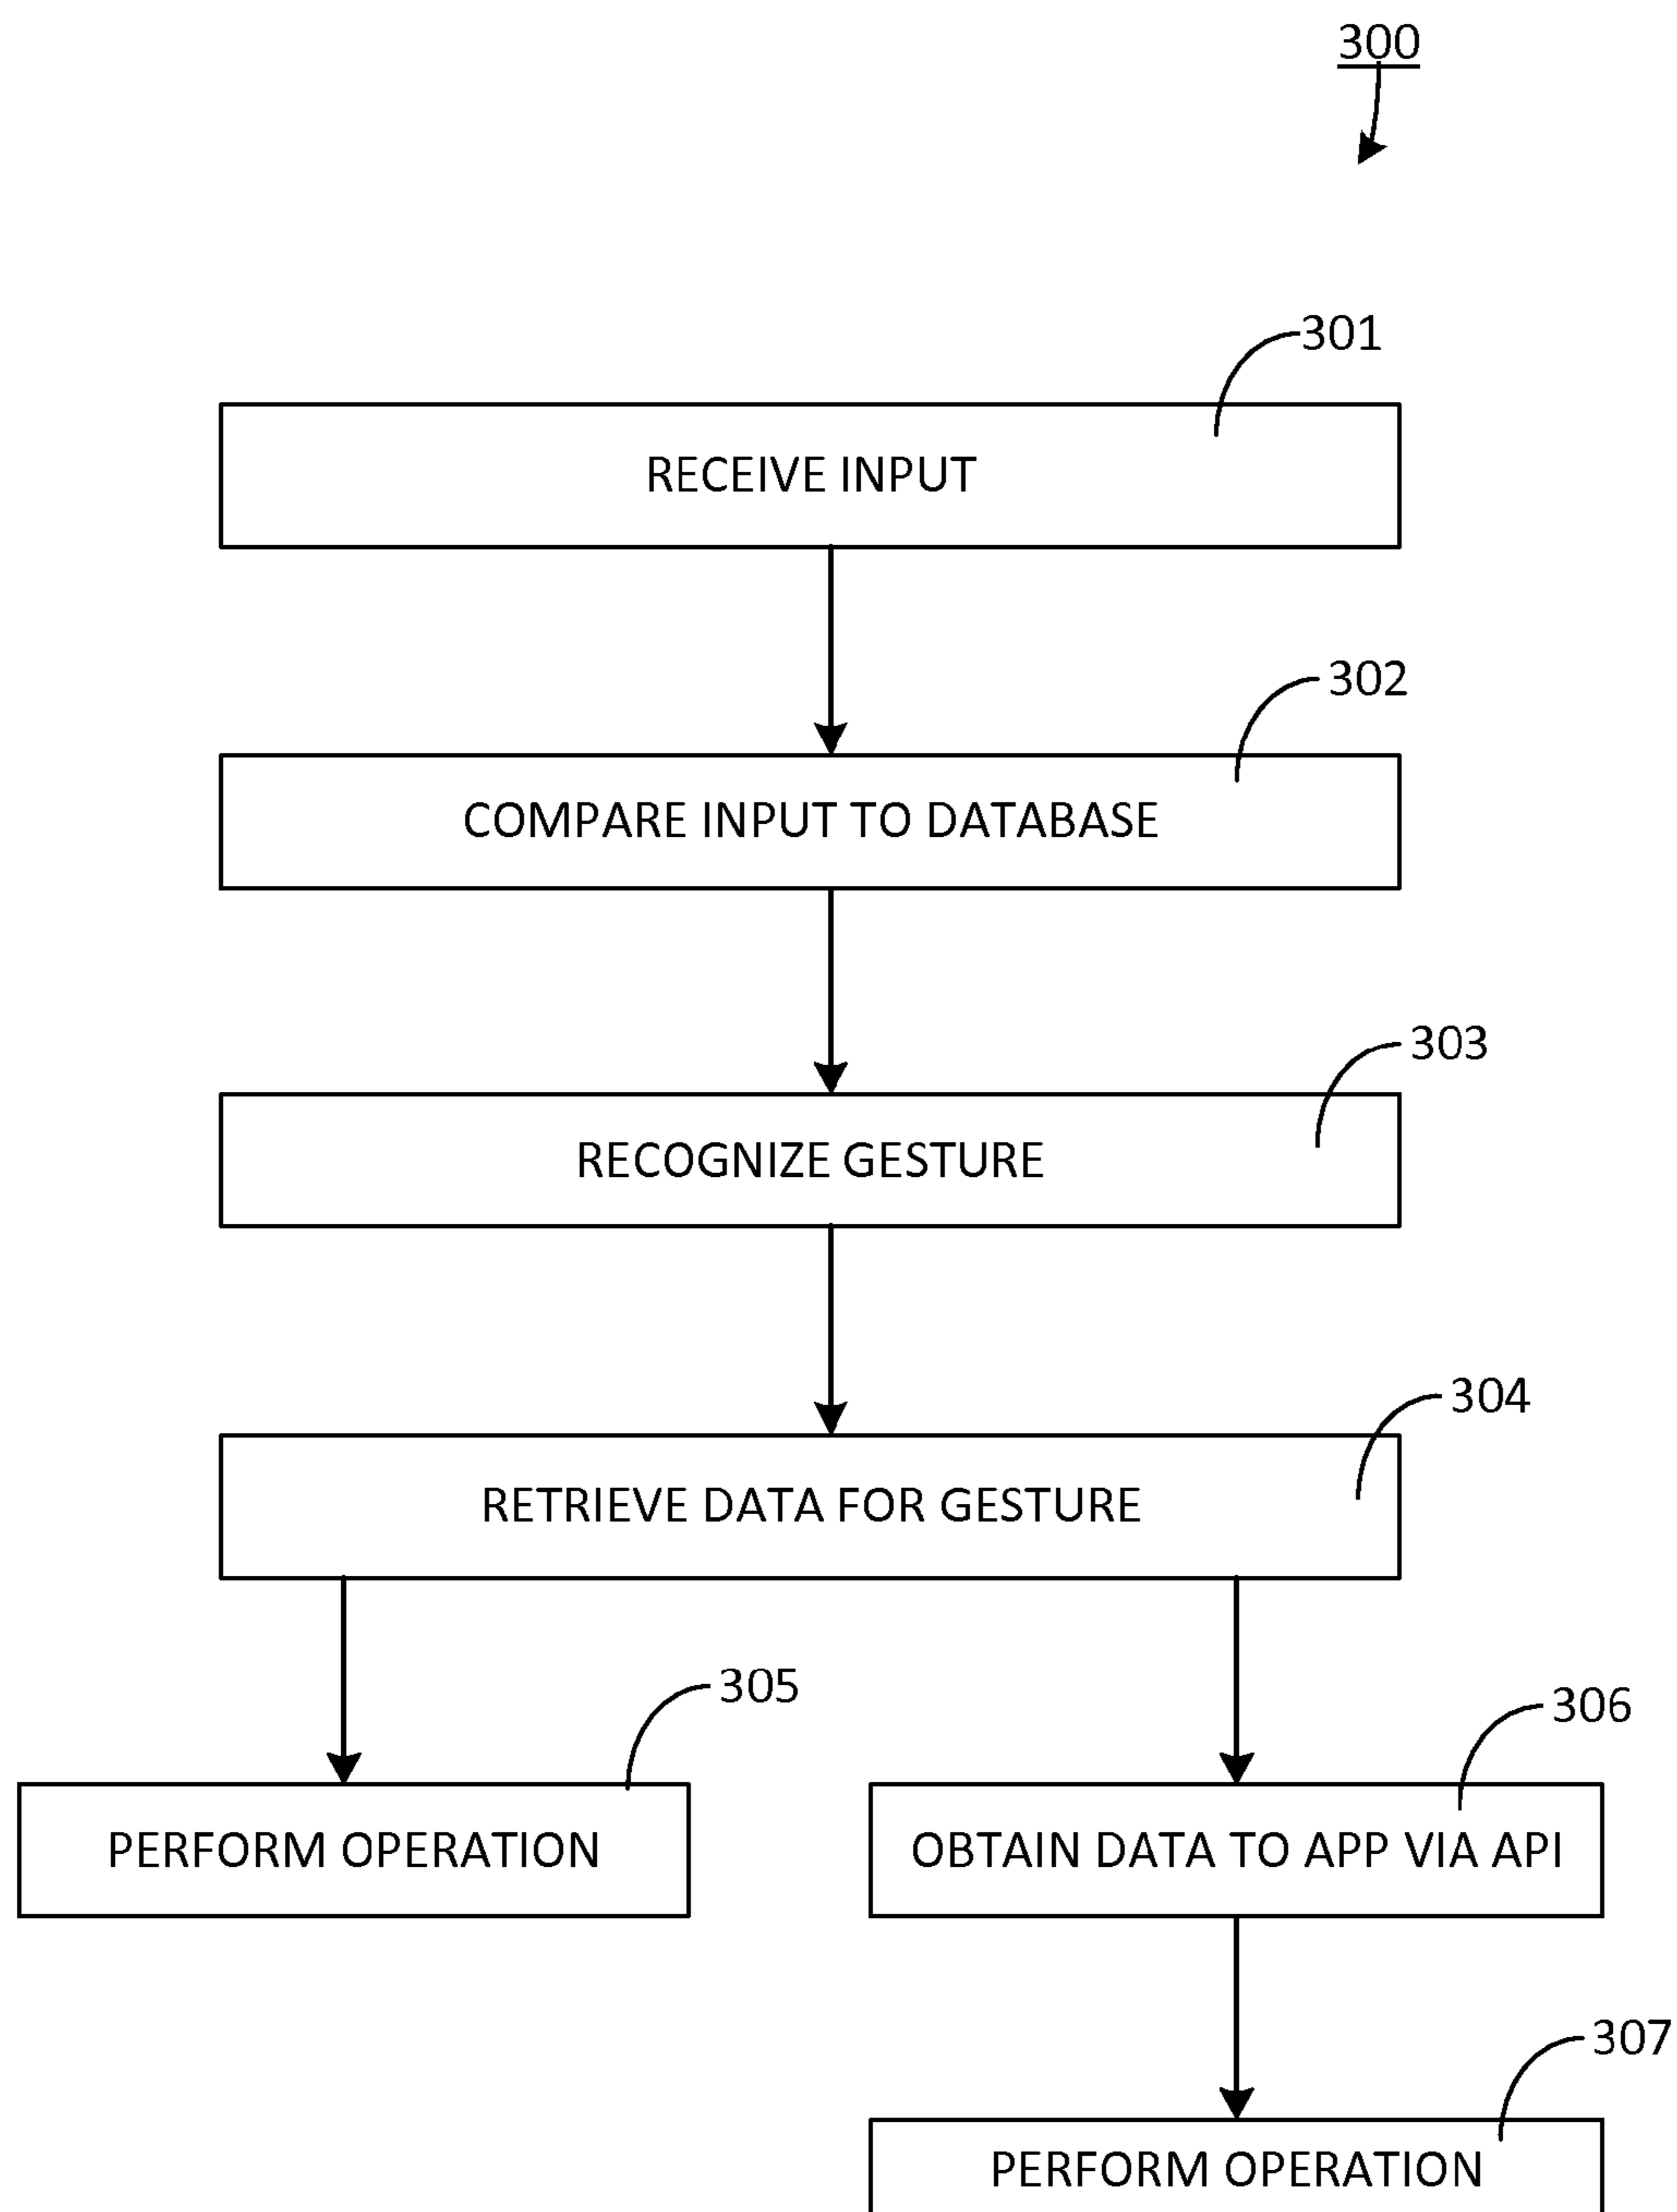 300
301
RECEIVE INPUT
302
COMPARE INPUT TO DATABASE
303
RECOGNIZE GESTURE
304
RETRIEVE DATA FOR GESTURE
305
306
PERFORM OPERATION
OBTAIN DATA TO APP VIA API
307
PERFORM OPERATION